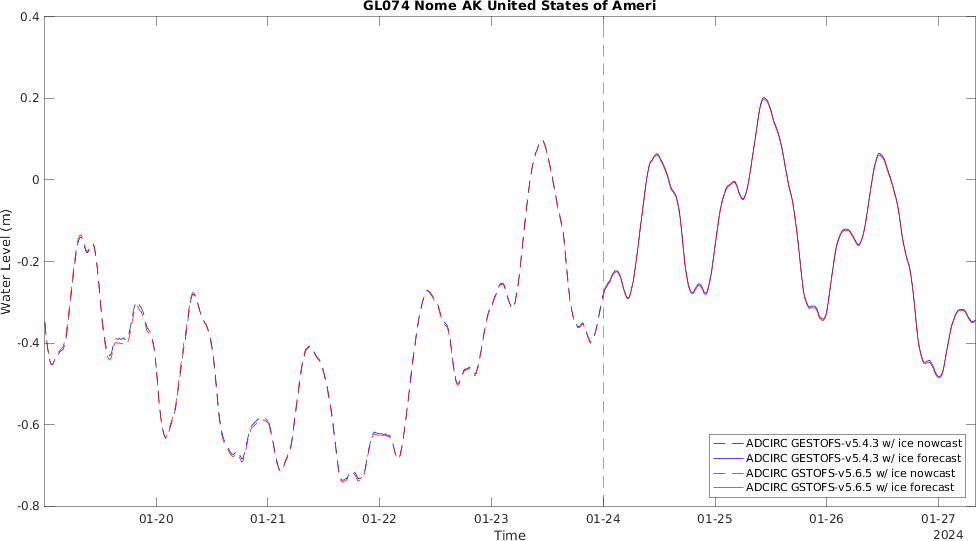 GL074 Nome AK United States of Ameri
0.4
0.2
0
-0.2
-0.4
-0.6
-0.8
Water Level (m)
ADCIRC GESTOFS-v5.4.3 w/ ice nowcast
ADCIRC GESTOFS-v5.4.3 w/ ice forecast
ADCIRC GSTOFS-v5.6.5 w/ ice nowcast
ADCIRC GSTOFS-v5.6.5 w/ ice forecast
01-20 01-21 01-22 01-23 01-24 01-25 01-26 01-27
Time 2024